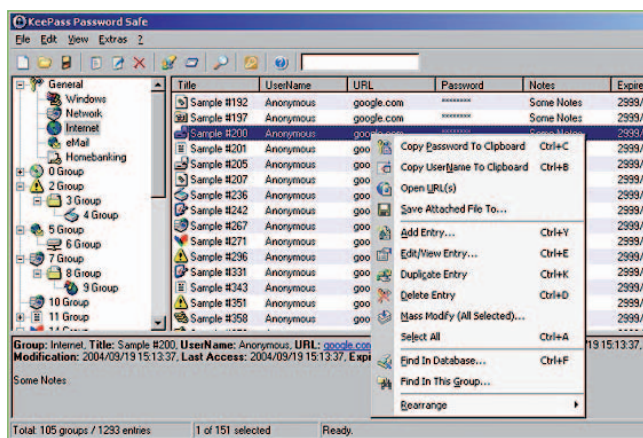 KeePass Password Safe
File Edit View Extras ?
Title UserName URL Password Notes Expire
General
Windows
Network
Internet
eMail
Homebanking
0 Group
2 Group
3 Group
4 Group
5 Group
6 Group
7 Group
8 Group
9 Group
10 Group
11 Group
Sample #192 Anonymous google.com ******** Some Notes 2999/
Sample #197 Anonymous google.com ******** Some Notes 2999/
Sample #200 Anonymous google.com ******** Some Notes 2999/
Sample #201 Anonymous goo 2999/
Sample #205 Anonymous goo 2999/
Sample #207 Anonymous goo 2999/
Sample #236 Anonymous goo 2999/
Sample #242 Anonymous goo 2999/
Sample #267 Anonymous goo 2999/
Sample #271 Anonymous goo 2999/
Sample #296 Anonymous goo 2999/
Sample #331 Anonymous goo 2999/
Sample #343 Anonymous goo 2999/
Sample #351 Anonymous goo 2999/
Sample #358 Anonymous goo 2999/
Copy Password To Clipboard Ctrl+C
Copy UserName To Clipboard Ctrl+B
Open URL(s)
Save Attached File To...
Add Entry... Ctrl+Y
Edit/View Entry... Ctrl+E
Duplicate Entry Ctrl+K
Delete Entry Ctrl+D
Mass Modify (All Selected)...
Select All Ctrl+A
Find In Database... Ctrl+F
Find In This Group...
Rearrange
Group: Internet, Title: Sample #200, UserName: Anonymous, URL: google.com 19 15:13:37,
Modification: 2004/09/19 15:13:37, Last Access: 2004/09/19 15:13:37, Expi
Some Notes
Total: 105 groups / 1293 entries 1 of 151 selected Ready.